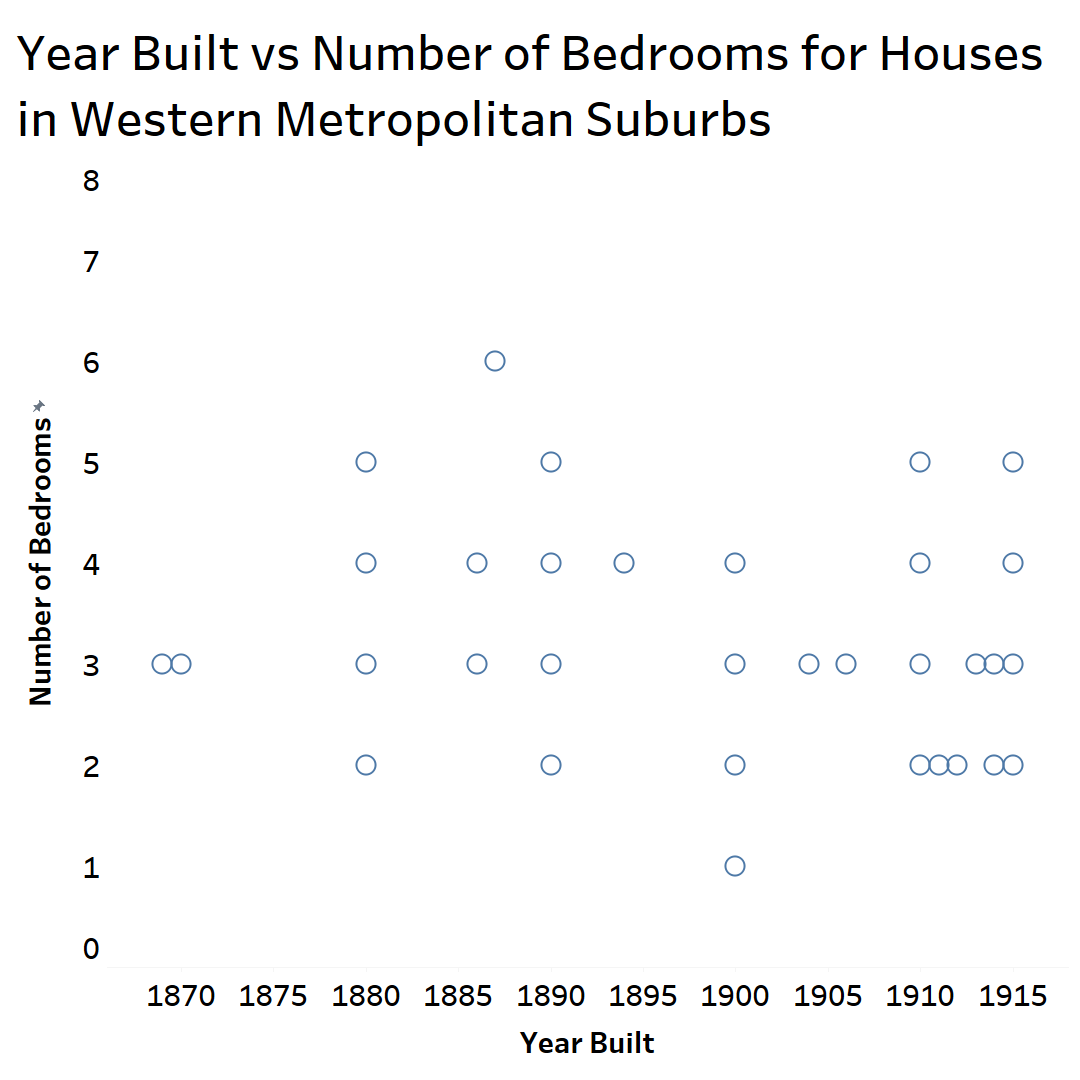 Year Built vs Number of Bedrooms for Houses
in Western Metropolitan Suburbs
8
7
6
5
4
3
2
1
0
Number of Bedrooms
1870 1875 1880 1885 1890 1895 1900 1905 1910 1915
Year Built